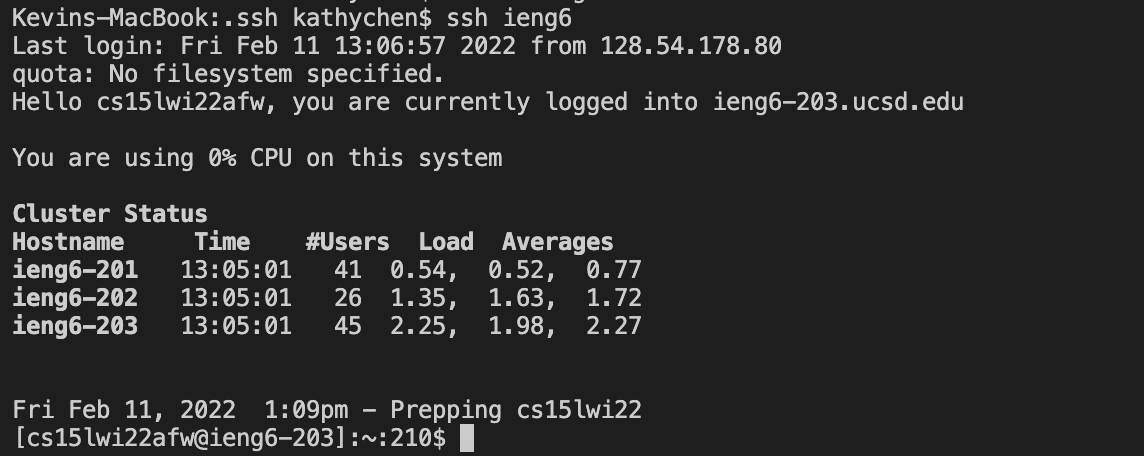 Kevins-MacBook:.ssh kathychen$ ssh ieng6
Last login: Fri Feb 11 13:06:57 2022 from 128.54.178.80
quota: No filesystem specified.
Hello cs15lwi22afw, you are currently logged into ieng6-203.ucsd.edu
You are using 0% CPU on this system
Cluster Status
Hostname     Time    #Users  Load  Averages
ieng6-201   13:05:01   41  0.54,  0.52,  0.77
ieng6-202   13:05:01   26  1.35,  1.63,  1.72
ieng6-203   13:05:01   45  2.25,  1.98,  2.27
Fri Feb 11, 2022  1:09pm - Prepping cs15lwi22
[cs15lwi22afw@ieng6-203]:~:210$